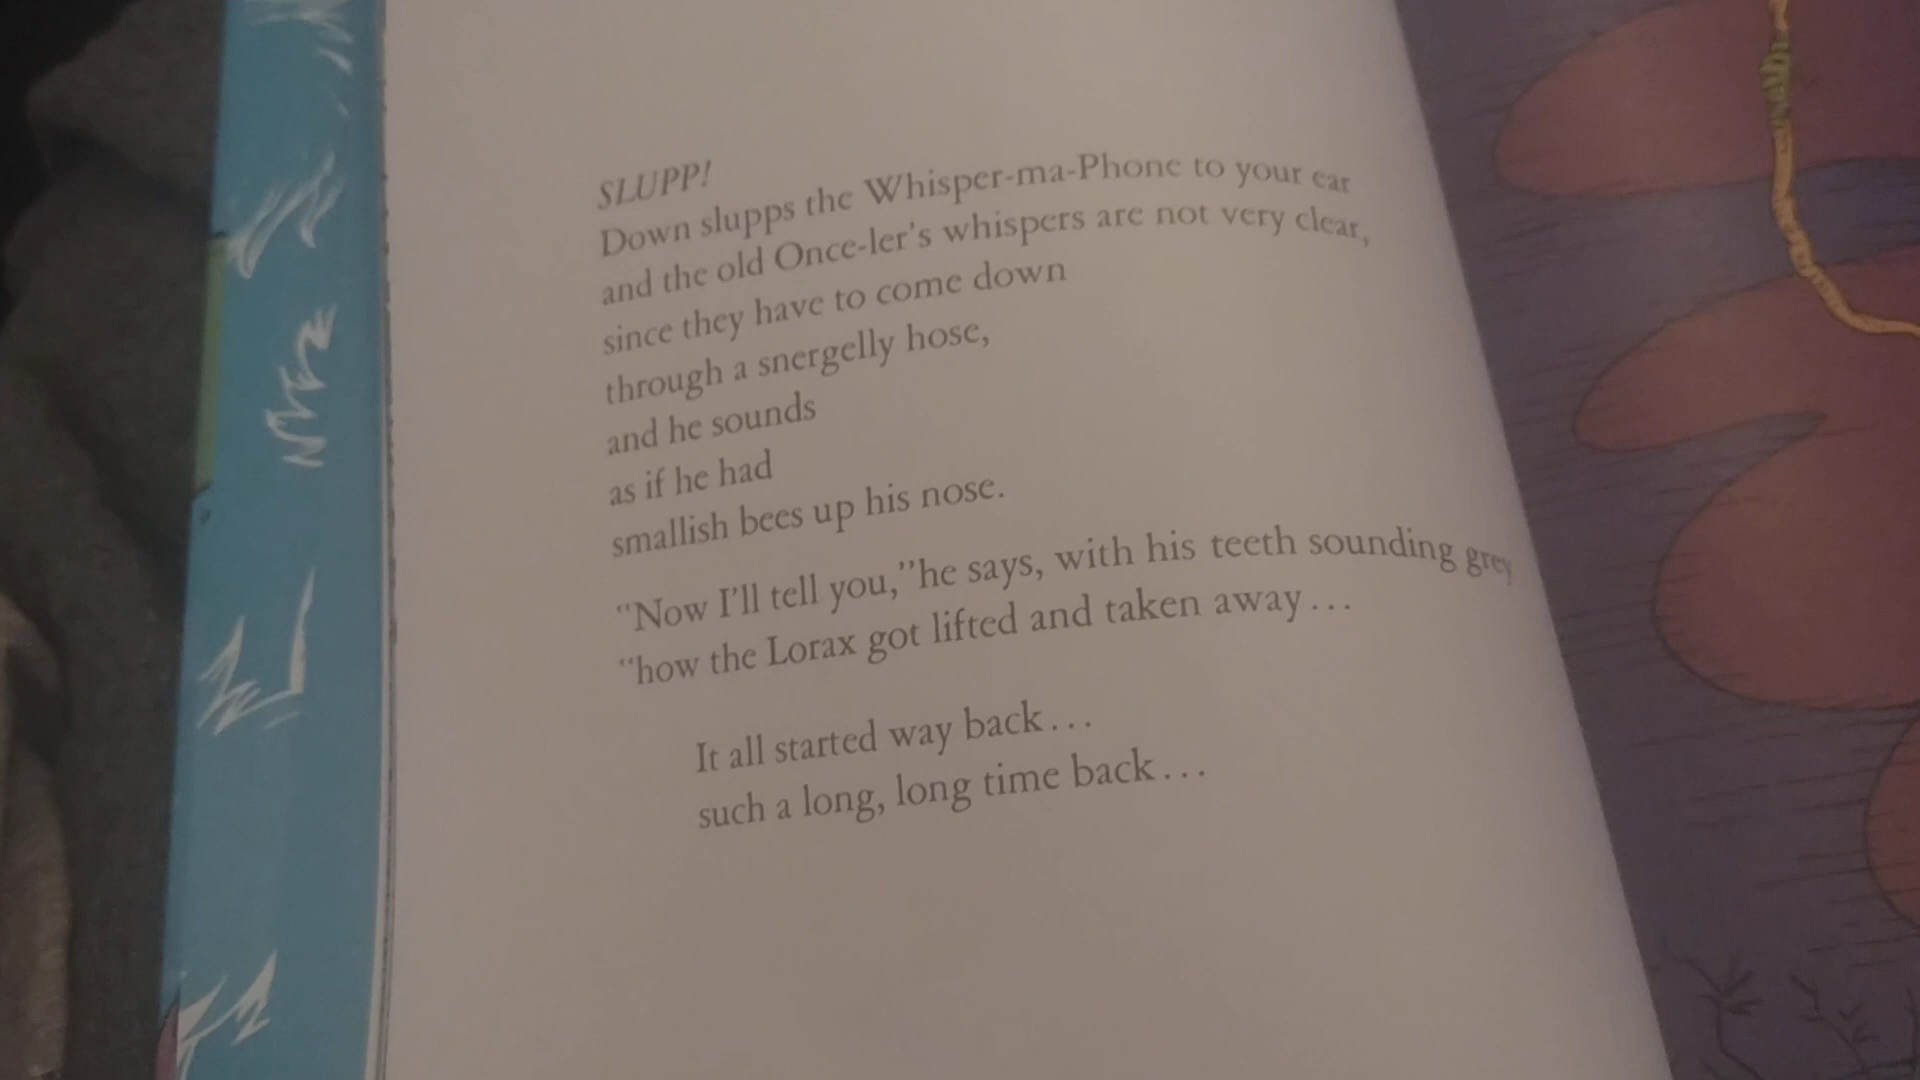 SLUPP!
Down slupps the Whisper-ma-Phone to your ear
and the old Once-ler's whispers are not very clear,
since they have to come down
through a snergelly hose,
and he sounds
as if he had
smallish bees up his nose.
"Now I'll tell you,"he says, with his teeth sounding grey
"how the Lorax got lifted and taken away...
It all started way back...
such a long, long time back...